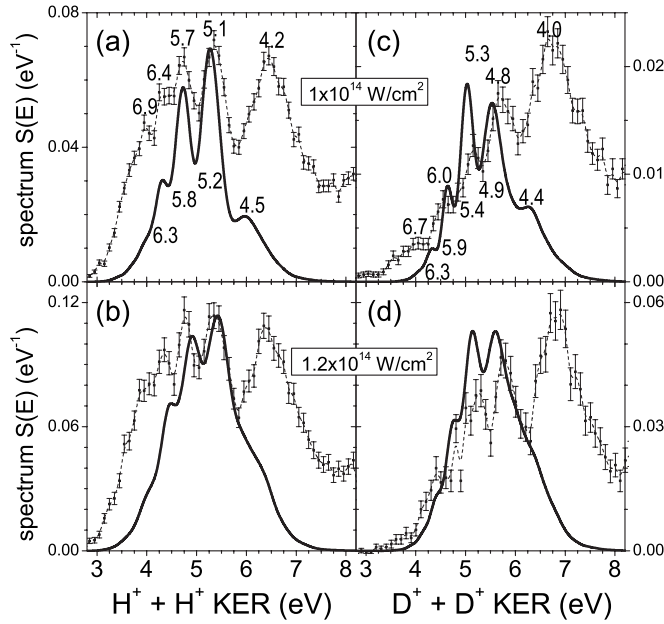 (a)
5.7
5.1
4.2
6.4
6.9
5.2
5.8
4.5
6.3
(c)
5.3
4.8
4.0
6.0
4.9
5.4
4.4
6.7
5.9
6.3
1x10¹⁴ W/cm²
0.08
0.04
0.00
spectrum S(E) (eV⁻¹)
0.02
0.01
0.00
(b)
(d)
1.2x10¹⁴ W/cm²
0.12
0.06
0.00
spectrum S(E) (eV⁻¹)
0.06
0.03
0.00
3 4 5 6 7 8
4 5 6 7 8
H⁺ + H⁺ KER (eV)
D⁺ + D⁺ KER (eV)